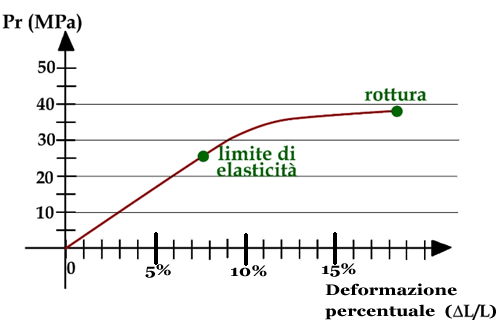 Pr (MPa)
50
40
rottura
30
limite di
elasticità
20
10
0
5%
10%
15%
Deformazione
percentuale (ΔL/L)